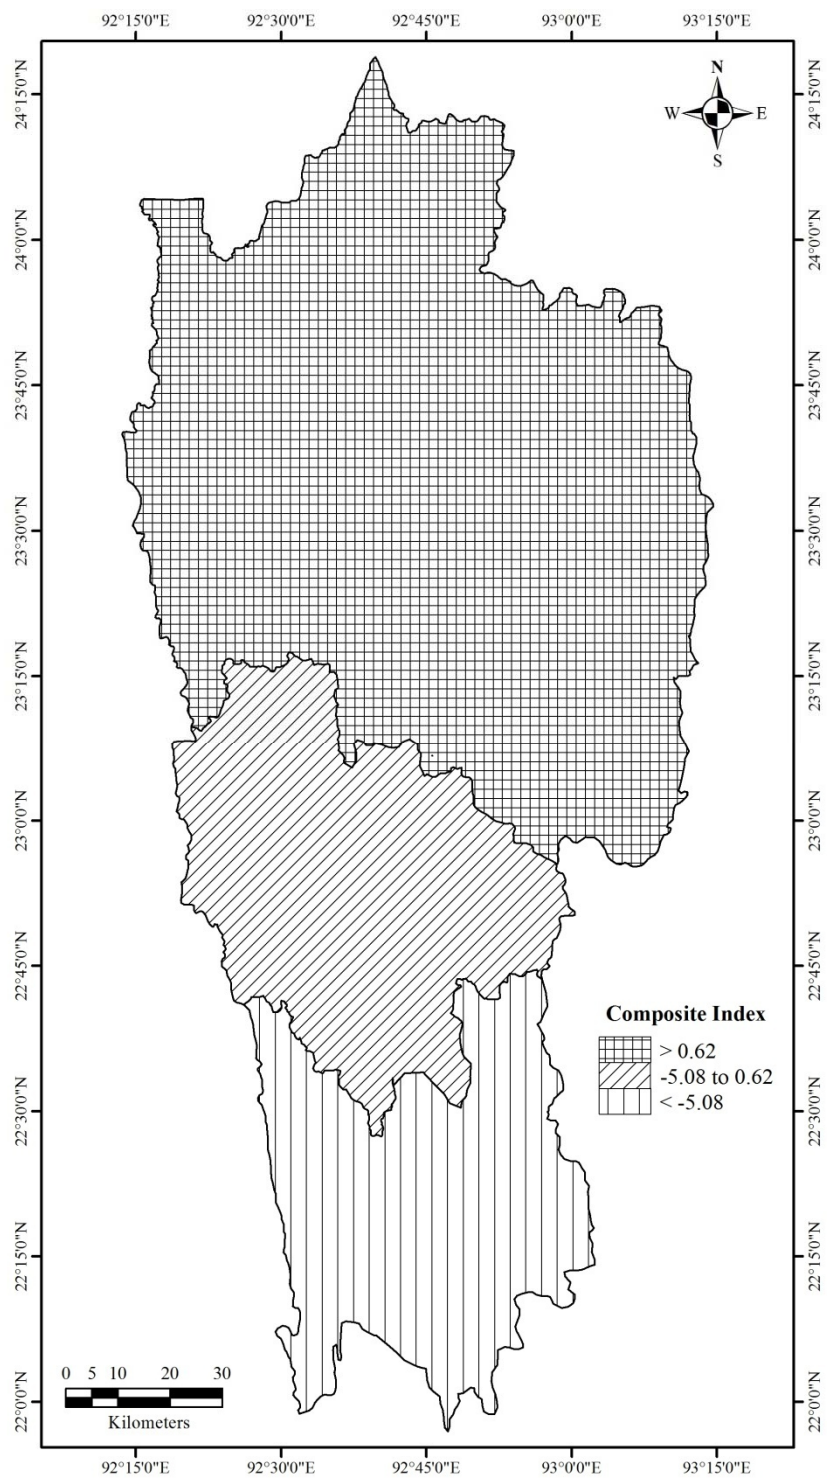 92°15'0"E 92°30'0"E 92°45'0"E 93°0'0"E 93°15'0"E
N
W E
S
24°15'0"N 24°15'0"N
24°0'0"N 24°0'0"N
23°45'0"N 23°45'0"N
23°30'0"N 23°30'0"N
23°15'0"N 23°15'0"N
23°0'0"N 23°0'0"N
22°45'0"N 22°45'0"N
Composite Index
> 0.62
-5.08 to 0.62
< -5.08
22°30'0"N 22°30'0"N
22°15'0"N 22°15'0"N
0 5 10 20 30
Kilometers
22°0'0"N 22°0'0"N
92°15'0"E 92°30'0"E 92°45'0"E 93°0'0"E 93°15'0"E